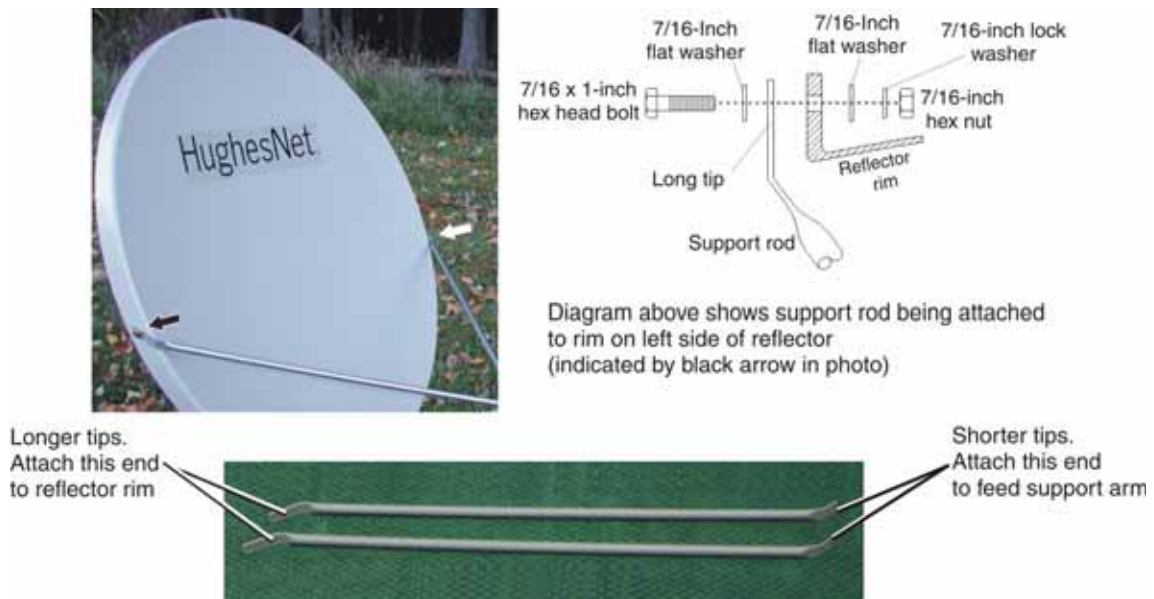 HughesNet
7/16-Inch
flat washer
7/16-Inch
flat washer
7/16-inch lock
washer
7/16 x 1-inch
hex head bolt
7/16-inch
hex nut
Long tip
Reflector
rim
Support rod
Diagram above shows support rod being attached
to rim on left side of reflector
(indicated by black arrow in photo)
Longer tips.
Attach this end
to reflector rim
Shorter tips.
Attach this end
to feed support arm